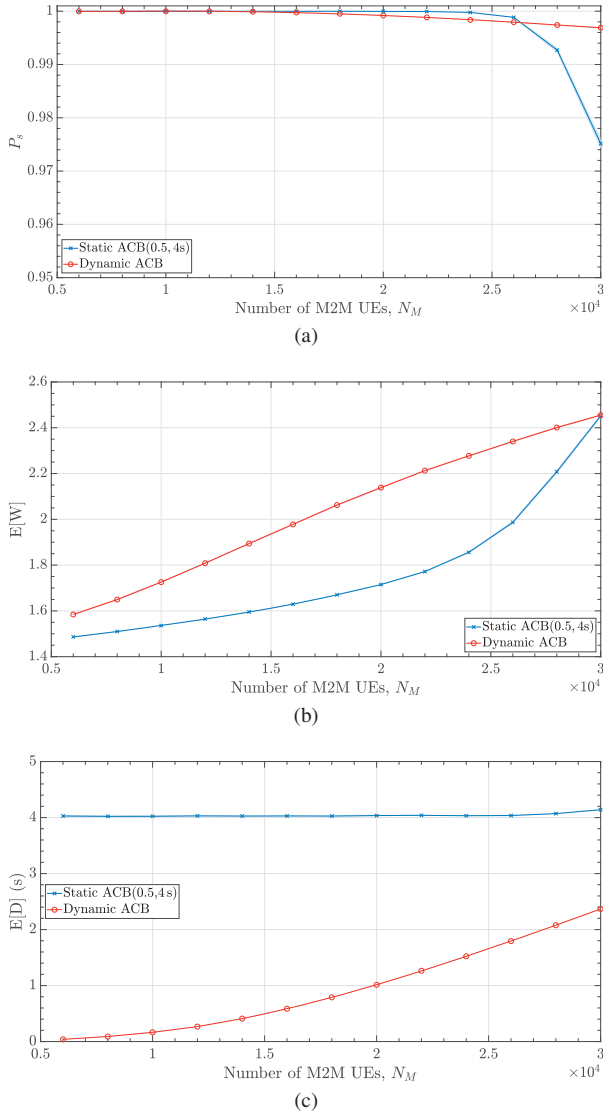 1
0.99
0.98
0.97
0.96
0.95
P_s
Static ACB(0.5, 4s)
Dynamic ACB
0.5 1 1.5 2 2.5 3
Number of M2M UEs, N_M
×10^4
(a)
2.6
2.4
2.2
2
1.8
1.6
1.4
E[W]
Static ACB(0.5, 4s)
Dynamic ACB
0.5 1 1.5 2 2.5 3
Number of M2M UEs, N_M
×10^4
(b)
5
4
3
2
1
0
E[D] (s)
Static ACB(0.5,4 s)
Dynamic ACB
0.5 1 1.5 2 2.5 3
Number of M2M UEs, N_M
×10^4
(c)